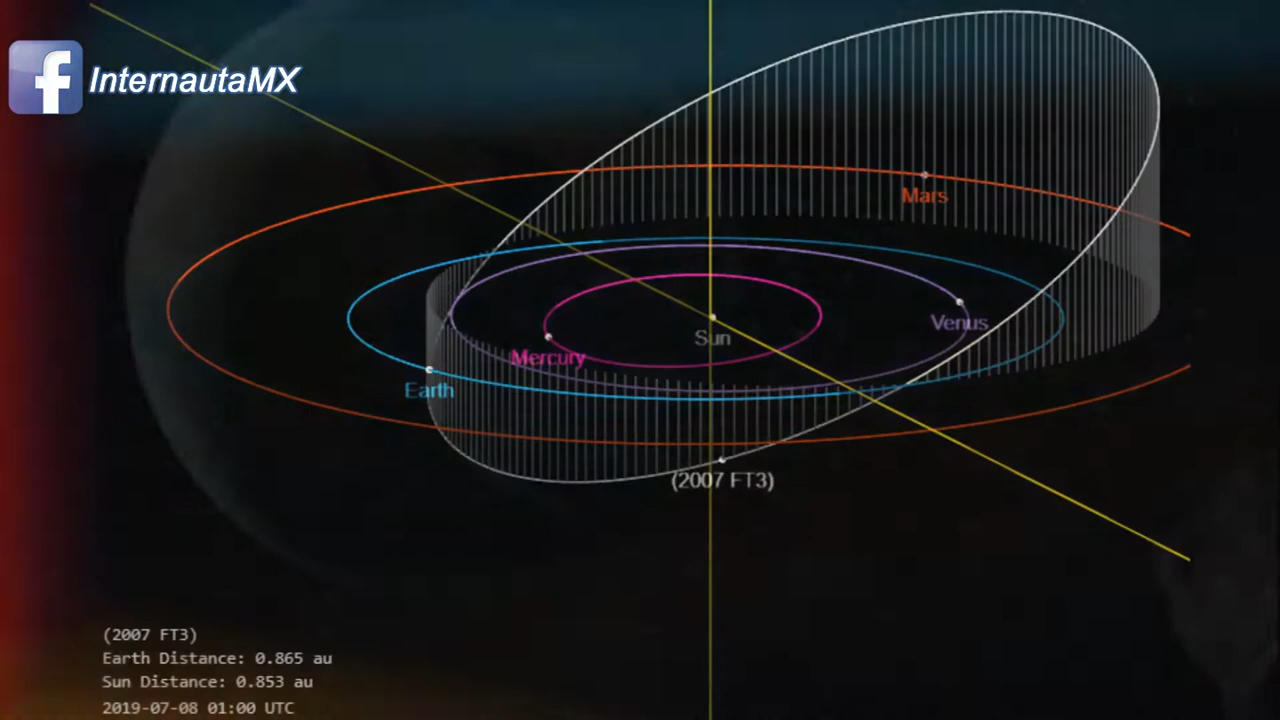 InternautaMX
Mars
Venus
Sun
Mercury
Earth
(2007 FT3)
(2007 FT3)
Earth Distance: 0.865 au
Sun Distance: 0.853 au
2019-07-08 01:00 UTC